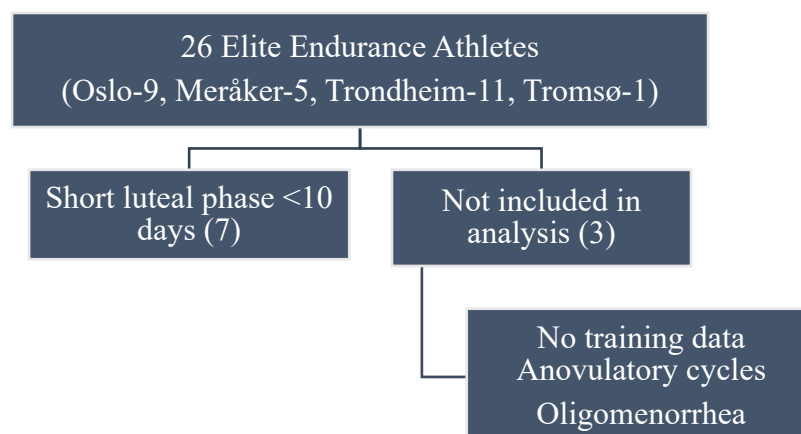 26 Elite Endurance Athletes
(Oslo-9, Meråker-5, Trondheim-11, Tromsø-1)
Short luteal phase <10
days (7)
Not included in
analysis (3)
No training data
Anovulatory cycles
Oligomenorrhea